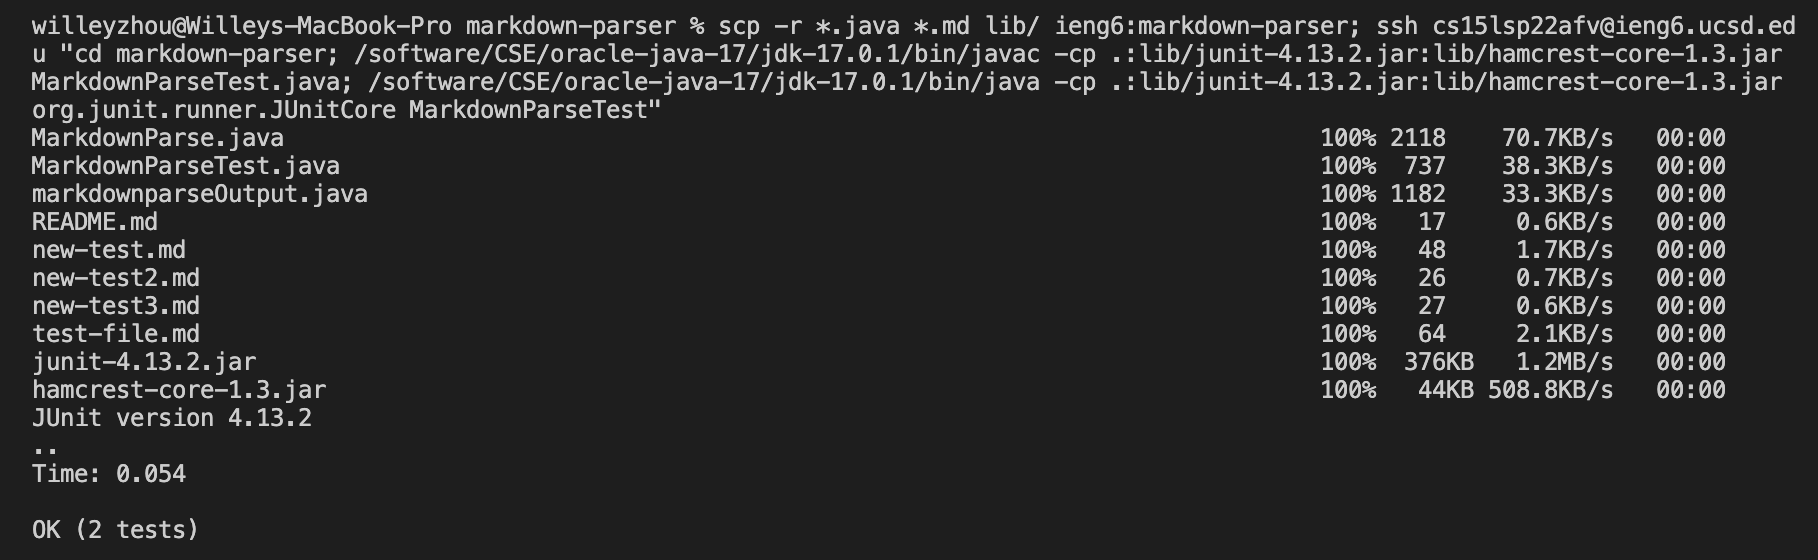 willeyzhou@Willeys-MacBook-Pro markdown-parser % scp -r *.java *.md lib/ ieng6:markdown-parser; ssh cs15lsp22afv@ieng6.ucsd.ed
u "cd markdown-parser; /software/CSE/oracle-java-17/jdk-17.0.1/bin/javac -cp .:lib/junit-4.13.2.jar:lib/hamcrest-core-1.3.jar
MarkdownParseTest.java; /software/CSE/oracle-java-17/jdk-17.0.1/bin/java -cp .:lib/junit-4.13.2.jar:lib/hamcrest-core-1.3.jar
org.junit.runner.JUnitCore MarkdownParseTest"
MarkdownParse.java 100% 2118 70.7KB/s 00:00
MarkdownParseTest.java 100% 737 38.3KB/s 00:00
markdownparseOutput.java 100% 1182 33.3KB/s 00:00
README.md 100% 17 0.6KB/s 00:00
new-test.md 100% 48 1.7KB/s 00:00
new-test2.md 100% 26 0.7KB/s 00:00
new-test3.md 100% 27 0.6KB/s 00:00
test-file.md 100% 64 2.1KB/s 00:00
junit-4.13.2.jar 100% 376KB 1.2MB/s 00:00
hamcrest-core-1.3.jar 100% 44KB 508.8KB/s 00:00
JUnit version 4.13.2
..
Time: 0.054
OK (2 tests)